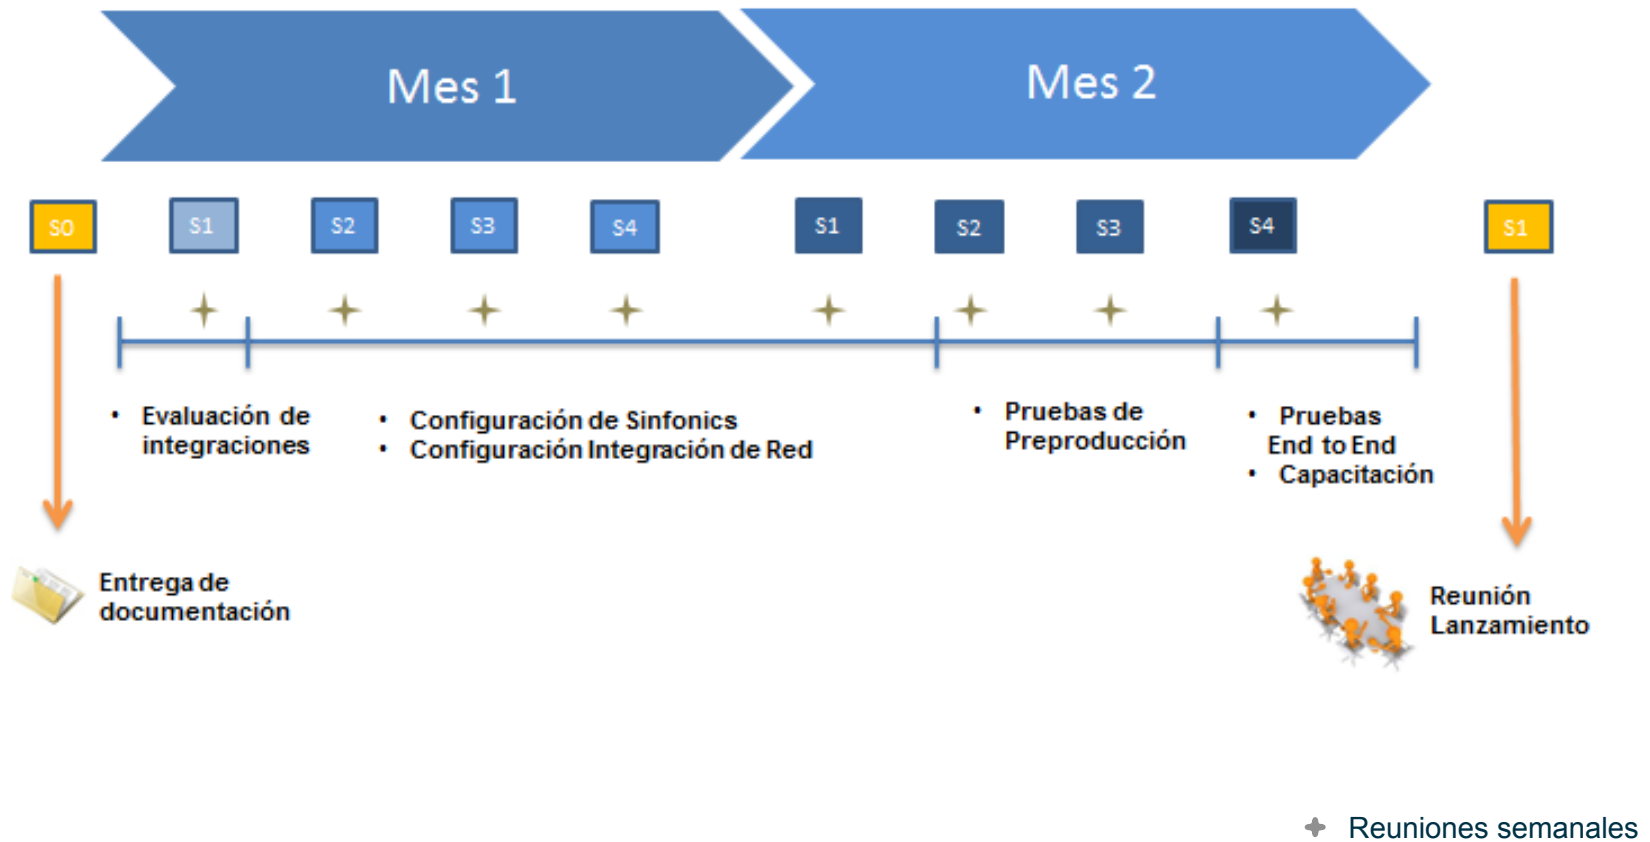 Mes 1
Mes 2
S0
S1
S2
S3
S4
S1
S2
S3
S4
S1
• Evaluación de
integraciones
• Configuración de Sinfonics
• Configuración Integración de Red
• Pruebas de
Preproducción
• Pruebas
End to End
• Capacitación
Entrega de
documentación
Reunión
Lanzamiento
Reuniones semanales